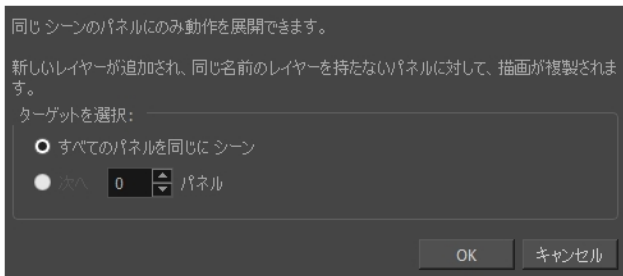 同じ シーンのパネルにのみ動作を展開できます。
新しいレイヤーが追加され、同じ名前のレイヤーを持たないパネルに対して、描画が複製されま
す。
ターゲットを選択:
すべてのパネルを同じに シーン
次へ 0 パネル
OK キャンセル